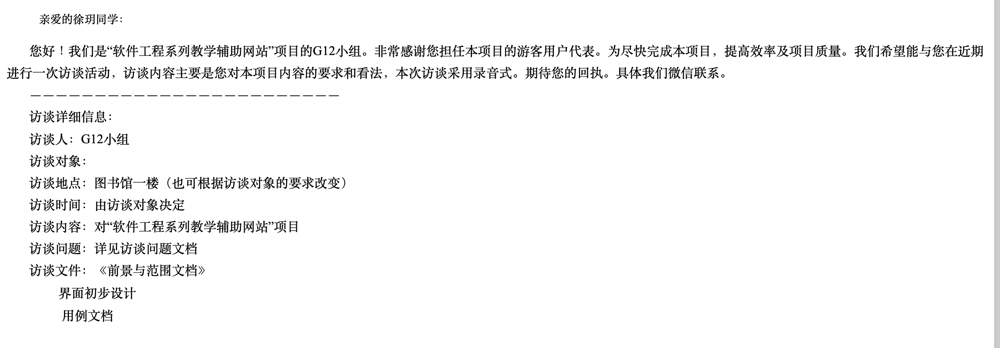 亲爱的徐玥同学：
您好！我们是“软件工程系列教学辅助网站”项目的G12小组。非常感谢您担任本项目的游客用户代表。为尽快完成本项目，提高效率及项目质量。我们希望能与您在近期
进行一次访谈活动，访谈内容主要是您对本项目内容的要求和看法，本次访谈采用录音式。期待您的回执。具体我们微信联系。
————————————————————————
访谈详细信息：
访谈人：G12小组
访谈对象：
访谈地点：图书馆一楼（也可根据访谈对象的要求改变）
访谈时间：由访谈对象决定
访谈内容：对“软件工程系列教学辅助网站”项目
访谈问题：详见访谈问题文档
访谈文件：《前景与范围文档》
界面初步设计
用例文档